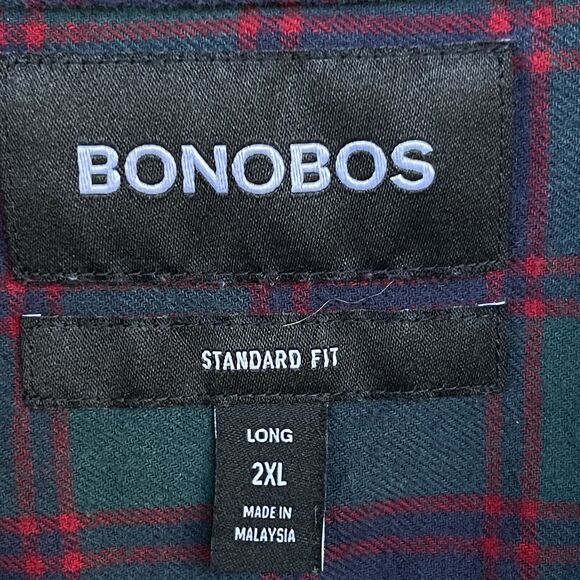 BONOBOS
STANDARD FIT
LONG
2XL
MADE IN
MALAYSIA